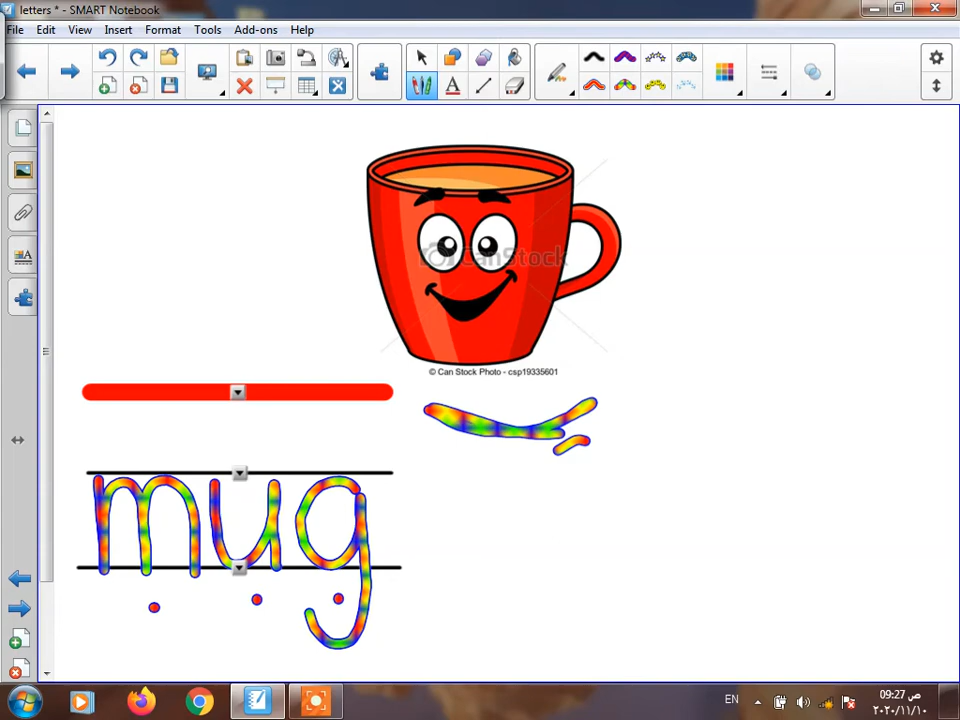 letters * - SMART Notebook
File Edit View Insert Format Tools Add-ons Help
CanStock
© Can Stock Photo - csp19335601
mug
EN
09:27 ص
٢٠٢٠/١١/١٠